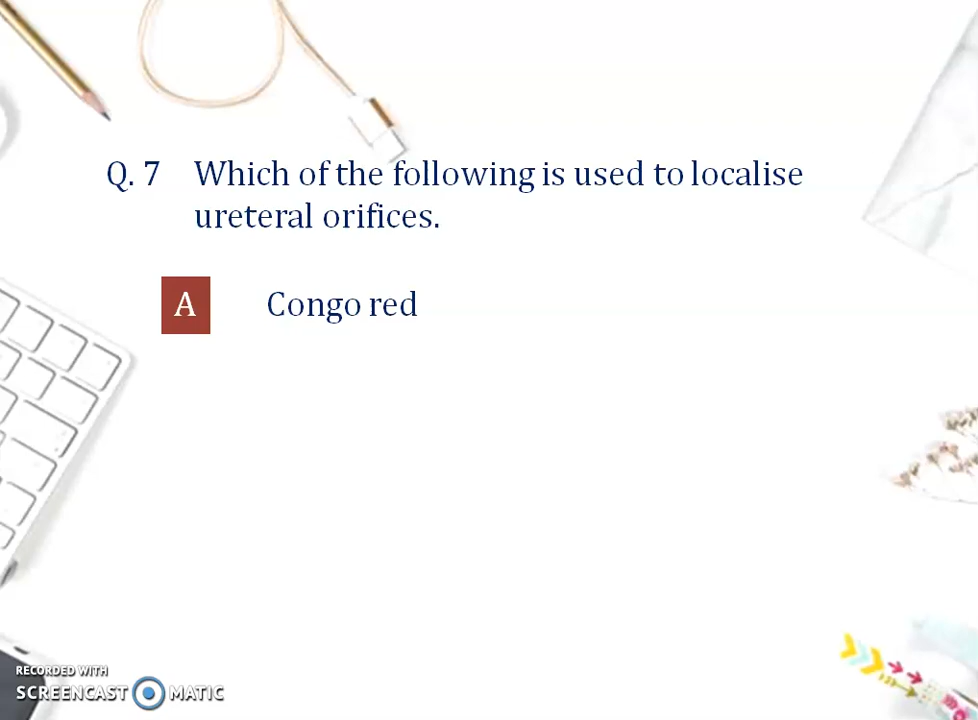 Q. 7 Which of the following is used to localise
ureteral orifices.
A Congo red
RECORDED WITH
SCREENCAST MATIC